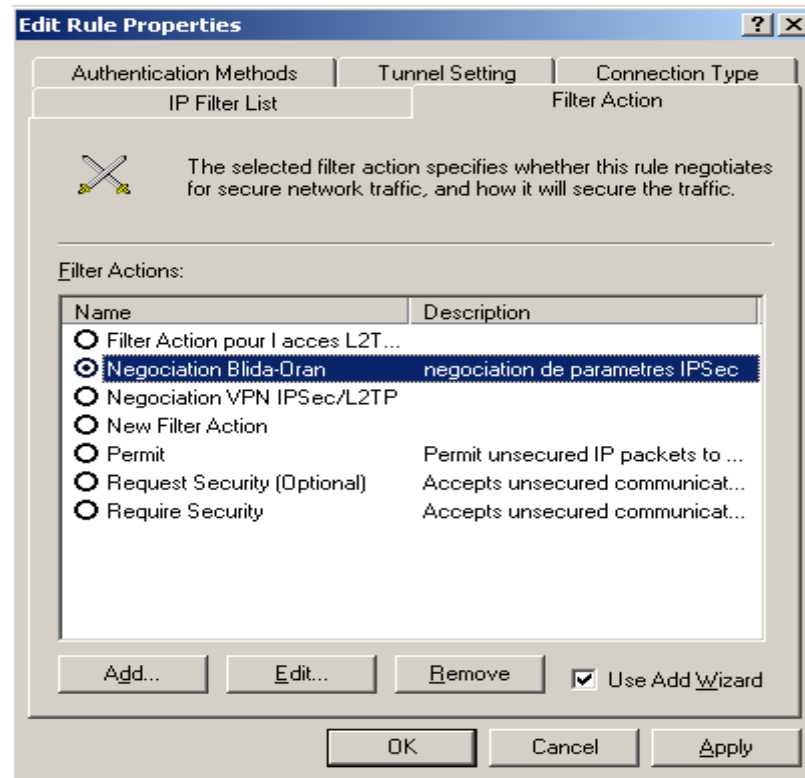 Edit Rule Properties
Authentication Methods Tunnel Setting Connection Type
IP Filter List Filter Action
The selected filter action specifies whether this rule negotiates
for secure network traffic, and how it will secure the traffic.
Filter Actions:
Name Description
Filter Action pour l acces L2T...
Negociation Blida-Oran negociation de parametres IPSec
Negociation VPN IPSec/L2TP
New Filter Action
Permit Permit unsecured IP packets to ...
Request Security (Optional) Accepts unsecured communicat...
Require Security Accepts unsecured communicat...
Add... Edit... Remove Use Add Wizard
OK Cancel Apply